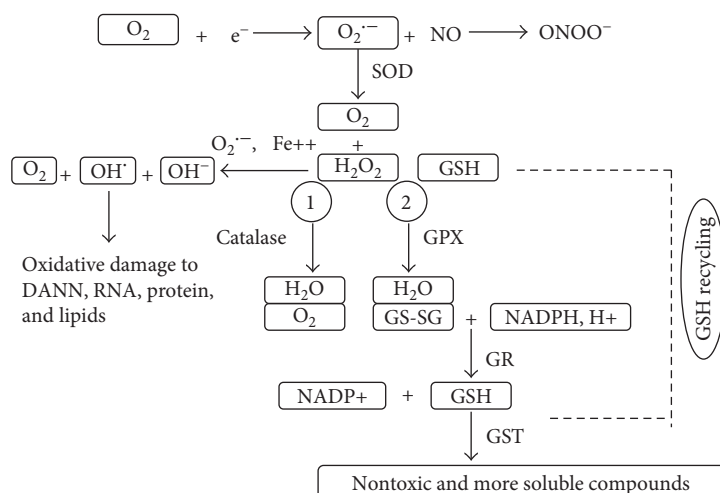 O₂ + e⁻ O₂·⁻ + NO ONOO⁻
SOD
O₂
+
O₂·⁻, Fe++
O₂ + OH· + OH⁻ H₂O₂ GSH
1 2
Catalase GPX
Oxidative damage to
DANN, RNA, protein,
and lipids
H₂O H₂O
O₂ GS-SG + NADPH, H+
GR
NADP+ + GSH
GST
Nontoxic and more soluble compounds
GSH recycling